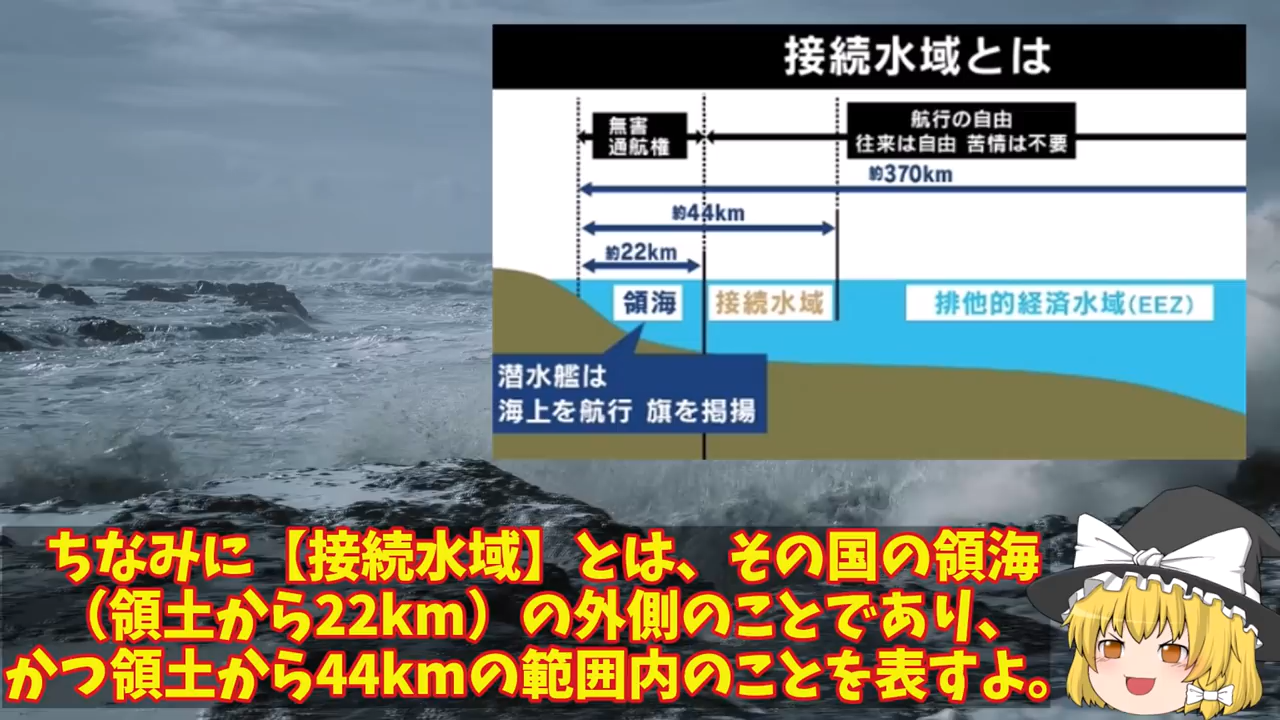 接続水域とは
無害
通航権
航行の自由
往来は自由 苦情は不要
約370km
約44km
約22km
領海
接続水域
排他的経済水域(EEZ)
潜水艦は
海上を航行 旗を掲揚
ちなみに【接続水域】とは、その国の領海
（領土から22km）の外側のことであり、
かつ領土から44kmの範囲内のことを表すよ。